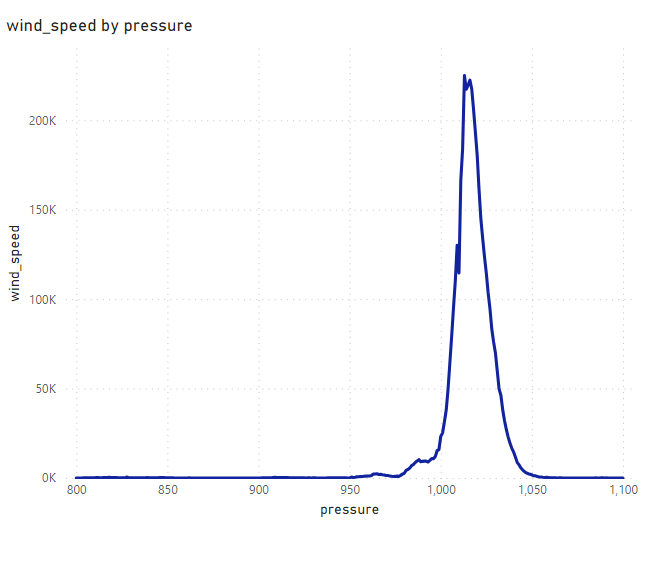 wind_speed by pressure
200K
150K
100K
50K
0K
wind_speed
800 850 900 950 1,000 1,050 1,100
pressure